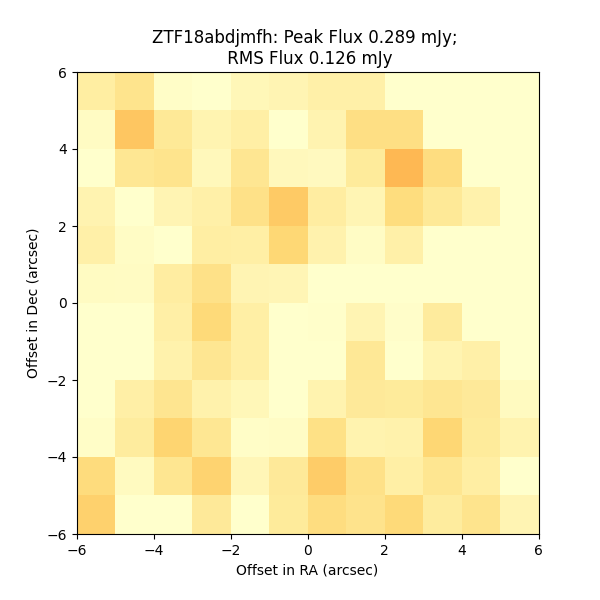 ZTF18abdjmfh: Peak Flux 0.289 mJy;
RMS Flux 0.126 mJy
6
4
2
0
−2
−4
−6
Offset in Dec (arcsec)
−6 −4 −2 0 2 4 6
Offset in RA (arcsec)